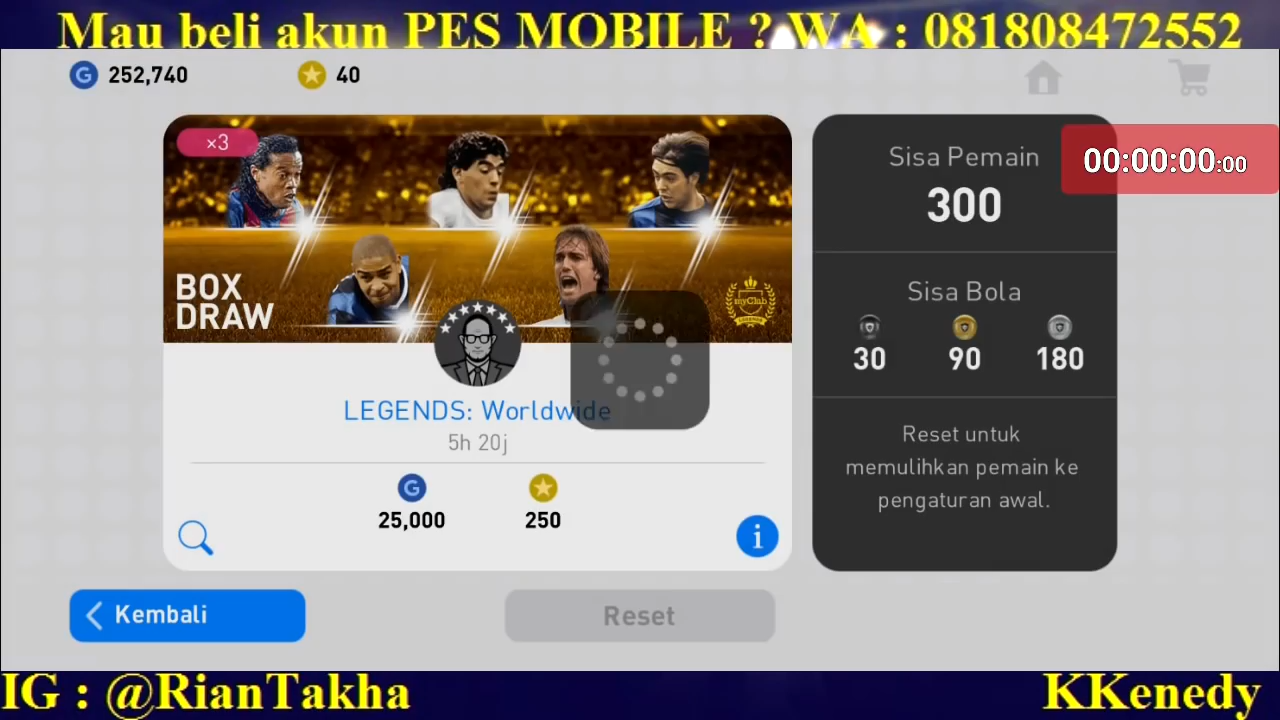 Mau beli akun PES MOBILE ? WA : 081808472552
G 252,740 40
×3
BOX
DRAW
myClub
LEGENDS
LEGENDS: Worldwide
5h 20j
G
25,000 250
i
Sisa Pemain
300
00:00:00:00
Sisa Bola
30 90 180
Reset untuk
memulihkan pemain ke
pengaturan awal.
Kembali
Reset
IG : @RianTakha
KKenedy